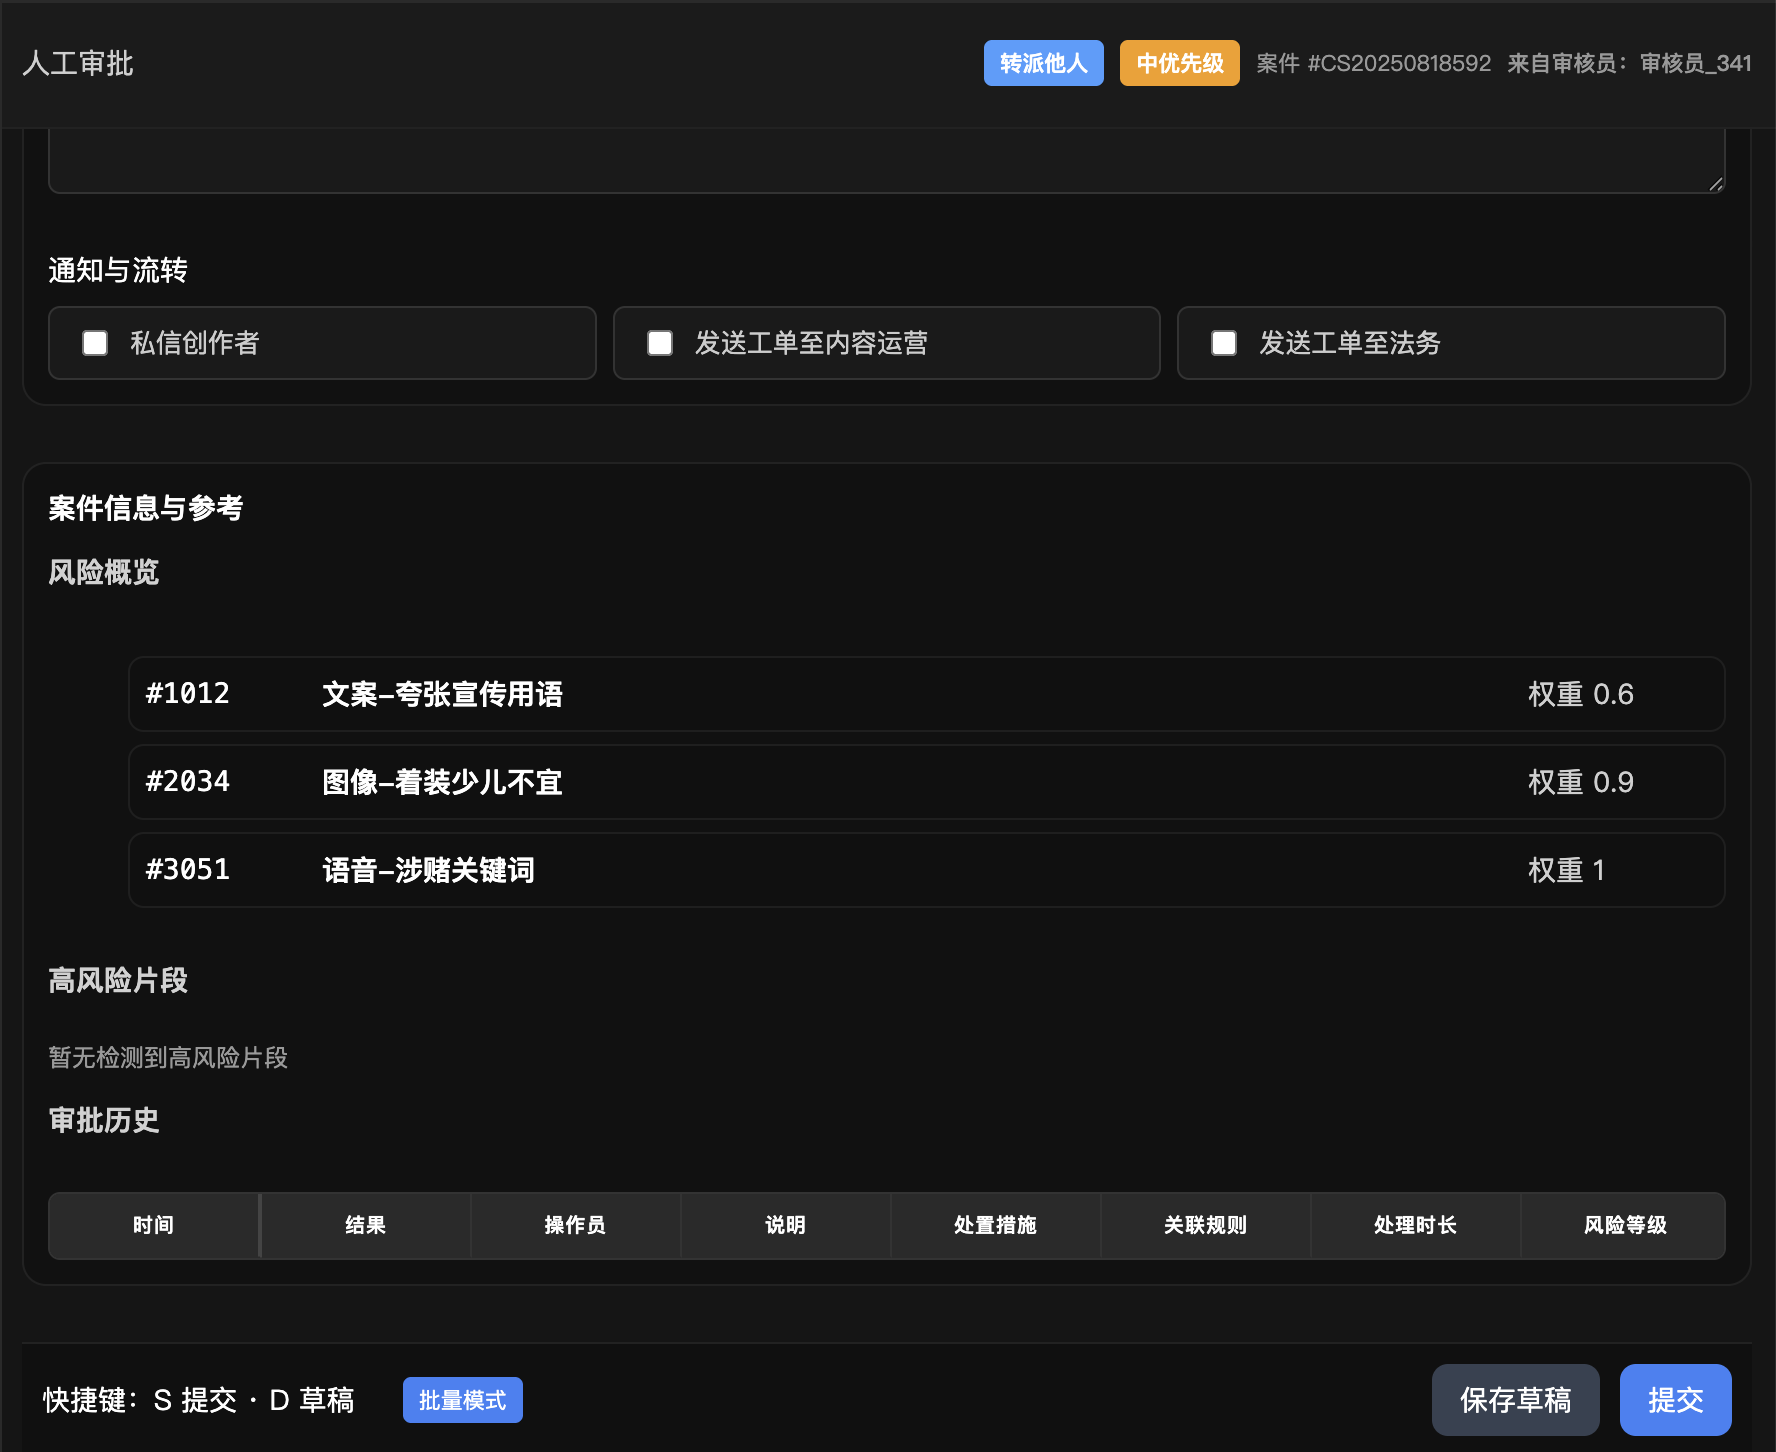 人工审批
转派他人 中优先级 案件 #CS20250818592 来自审核员：审核员_341
通知与流转
私信创作者 发送工单至内容运营 发送工单至法务
案件信息与参考
风险概览
#1012 文案–夸张宣传用语 权重 0.6
#2034 图像–着装少儿不宜 权重 0.9
#3051 语音–涉赌关键词 权重 1
高风险片段
暂无检测到高风险片段
审批历史
时间 结果 操作员 说明 处置措施 关联规则 处理时长 风险等级
快捷键：S 提交 · D 草稿 批量模式 保存草稿 提交